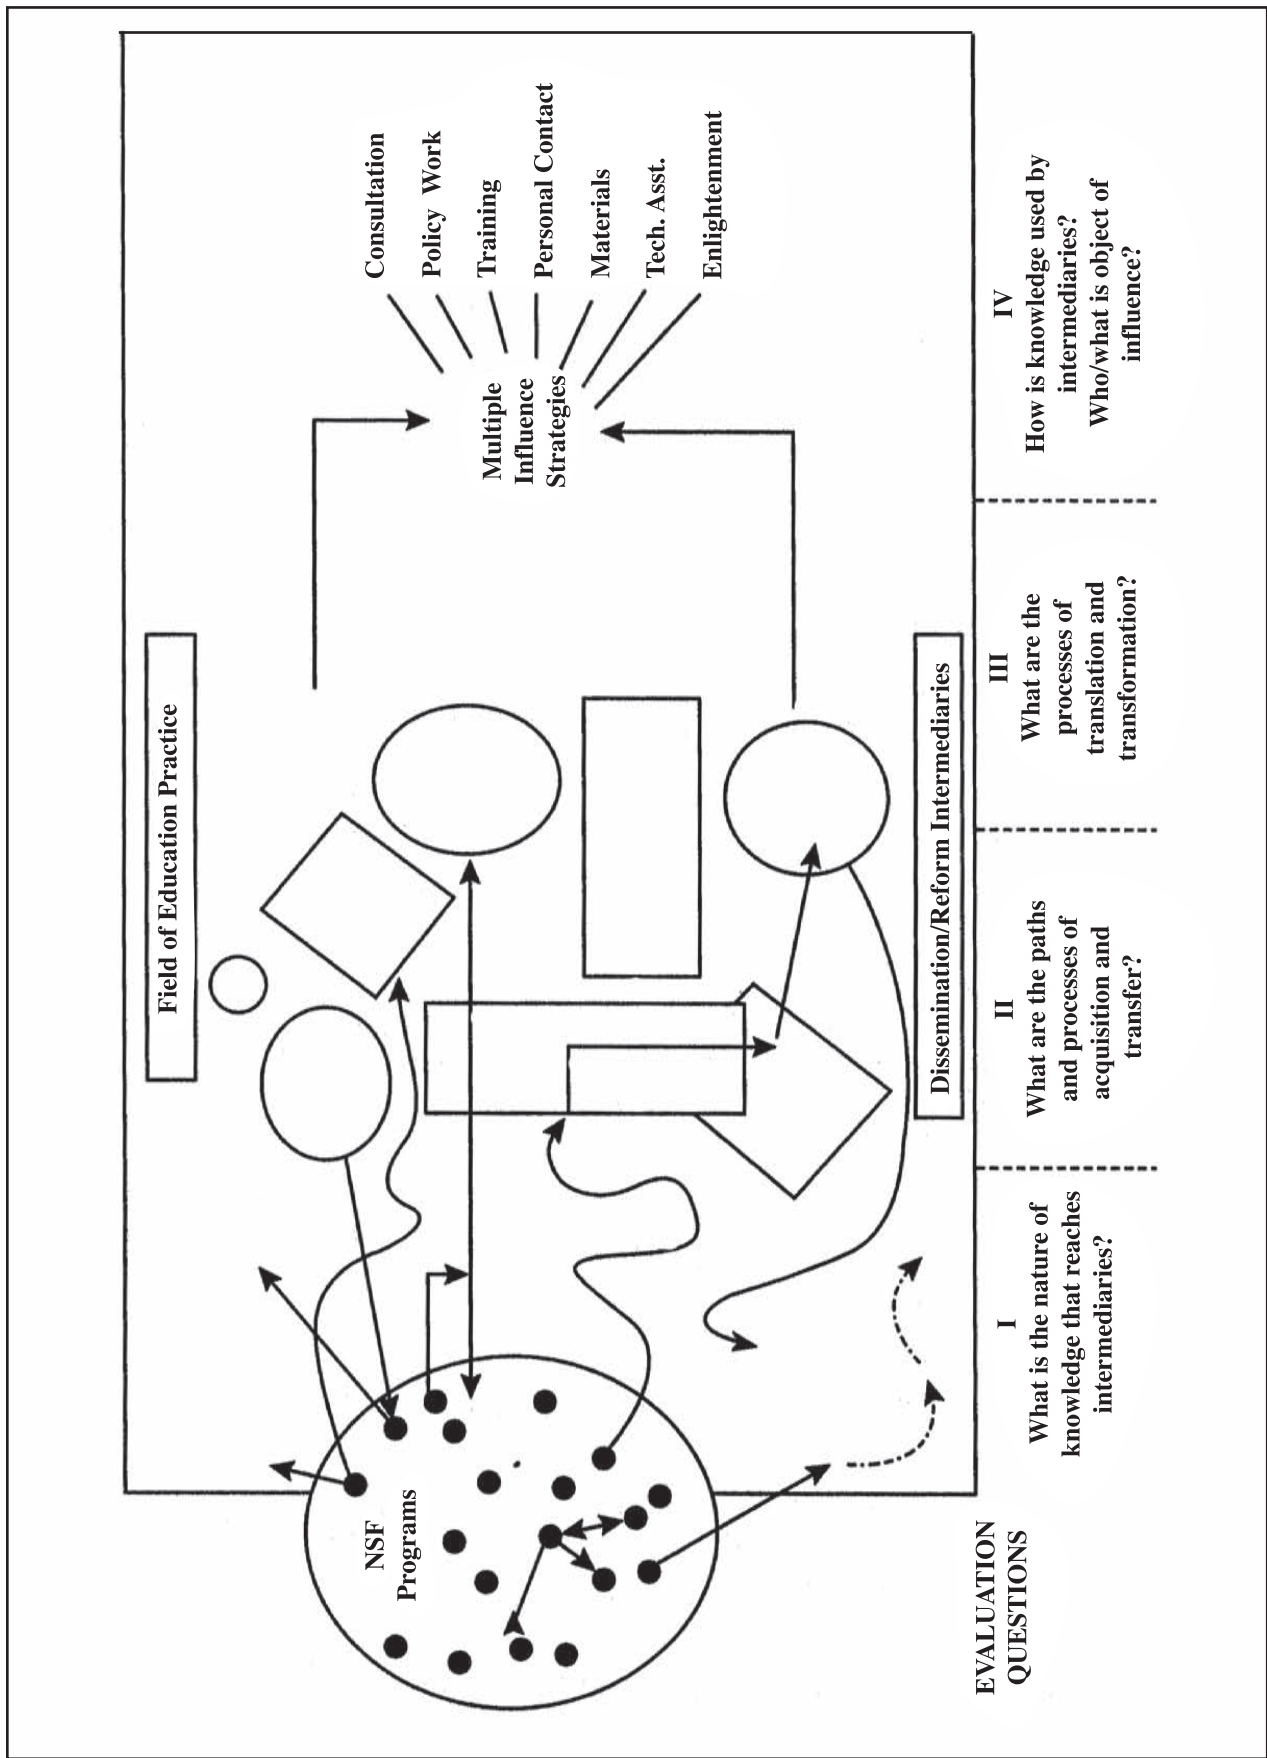 Field of Education Practice
NSF
Programs
Multiple
Influence
Strategies
Consultation
Policy Work
Training
Personal Contact
Materials
Tech. Asst.
Enlightenment
Dissemination/Reform Intermediaries
EVALUATION
QUESTIONS
I
What is the nature of
knowledge that reaches
intermediaries?
II
What are the paths
and processes of
acquisition and
transfer?
III
What are the
processes of
translation and
transformation?
IV
How is knowledge used by
intermediaries?
Who/what is object of
influence?